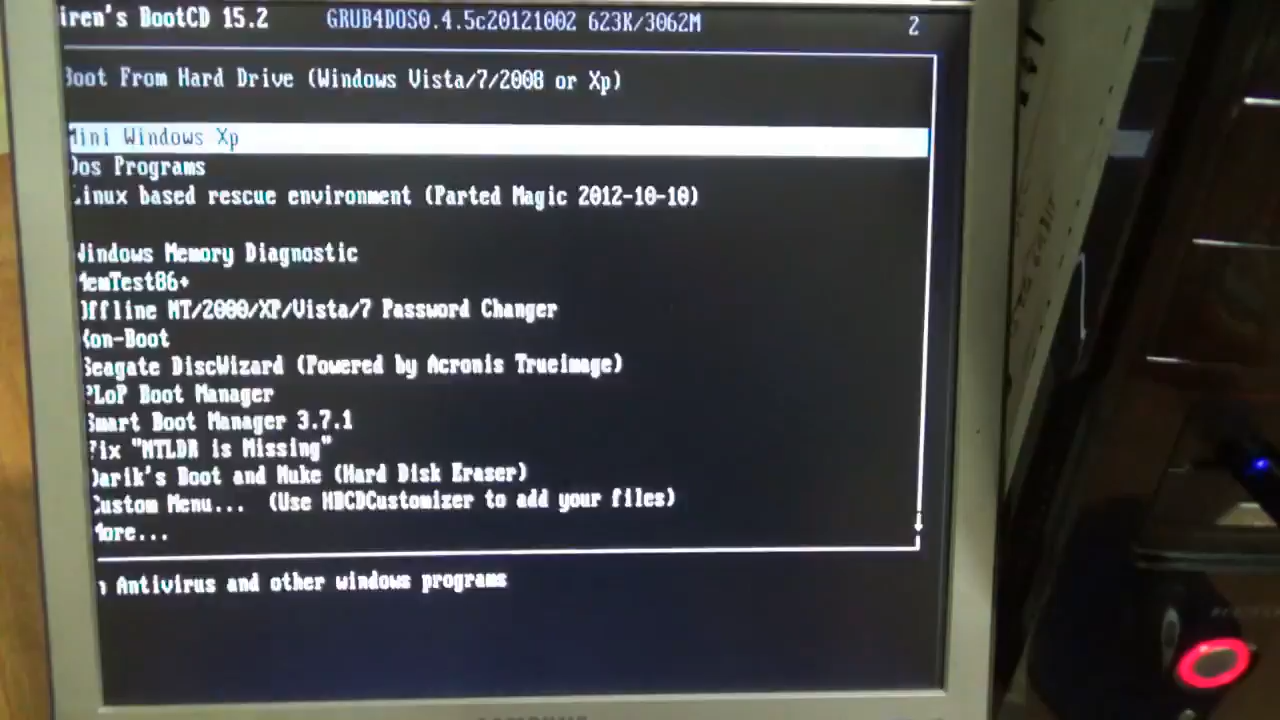 iren's BootCD 15.2 GRUB4DOS0.4.5c20121002 623K/3062M 2
Boot From Hard Drive (Windows Vista/7/2008 or Xp)
Mini Windows Xp
Dos Programs
Linux based rescue environment (Parted Magic 2012-10-10)
Windows Memory Diagnostic
MemTest86+
Offline NT/2000/XP/Vista/7 Password Changer
Kon-Boot
Seagate DiscWizard (Powered by Acronis TrueImage)
PLoP Boot Manager
Smart Boot Manager 3.7.1
Fix "NTLDR is Missing"
Darik's Boot and Nuke (Hard Disk Eraser)
Custom Menu... (Use HBCDCustomizer to add your files)
More...
n Antivirus and other windows programs